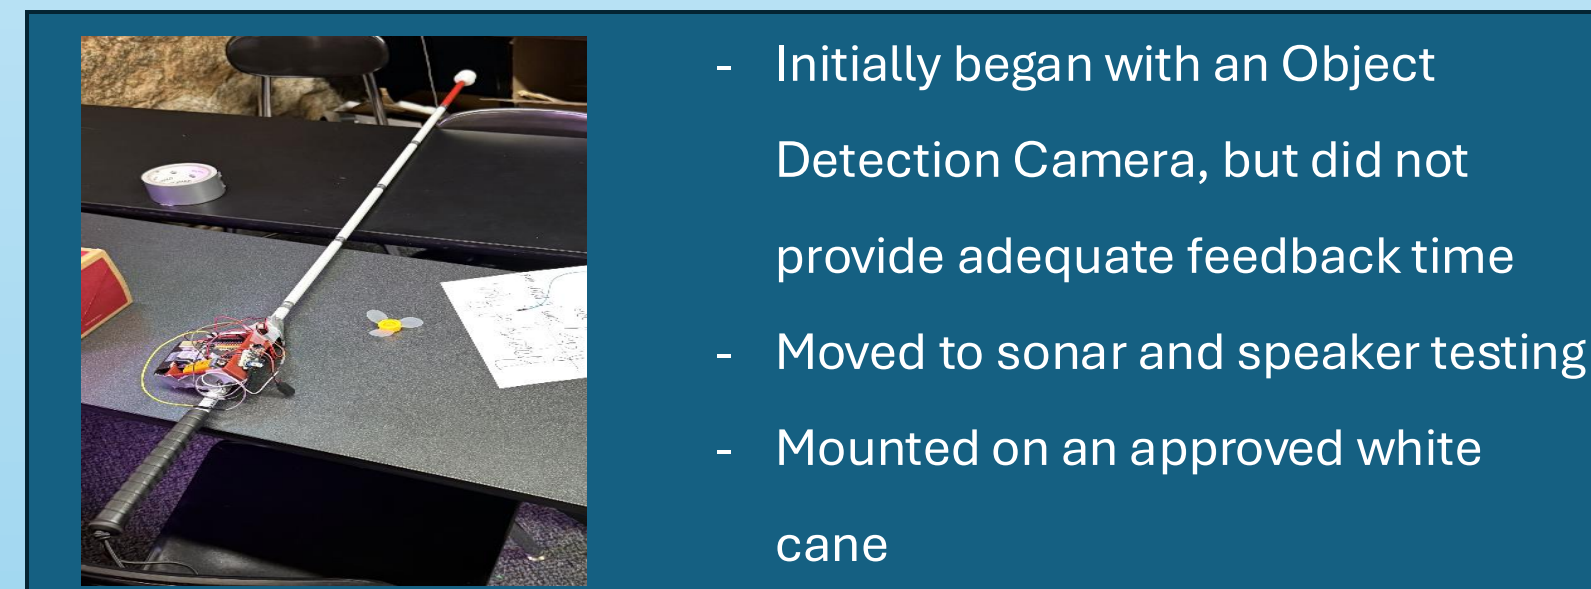 - Initially began with an Object
Detection Camera, but did not
provide adequate feedback time
- Moved to sonar and speaker testing
- Mounted on an approved white
cane